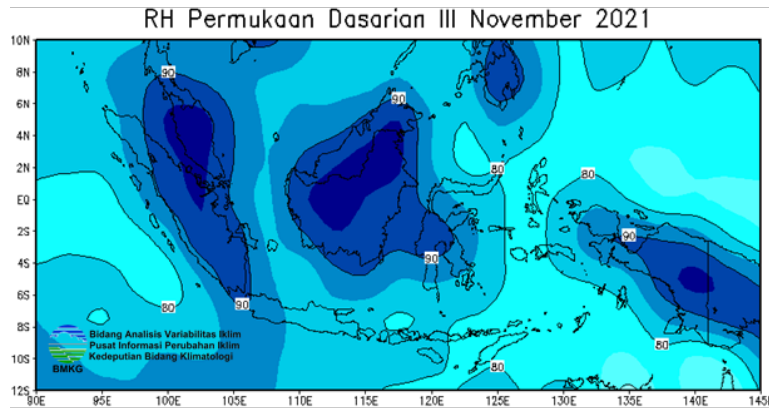 RH Permukaan Dasarian III November 2021
10N
8N
6N
4N
2N
EQ
2S
4S
6S
8S
10S
12S
90E
95E
100E
105E
110E
115E
120E
125E
130E
135E
140E
145E
90
90
80
80
90
90
80
90
80
80
BMKG
Bidang Analisis Variabilitas Iklim
Pusat Informasi Perubahan Iklim
Kedeputian Bidang Klimatologi